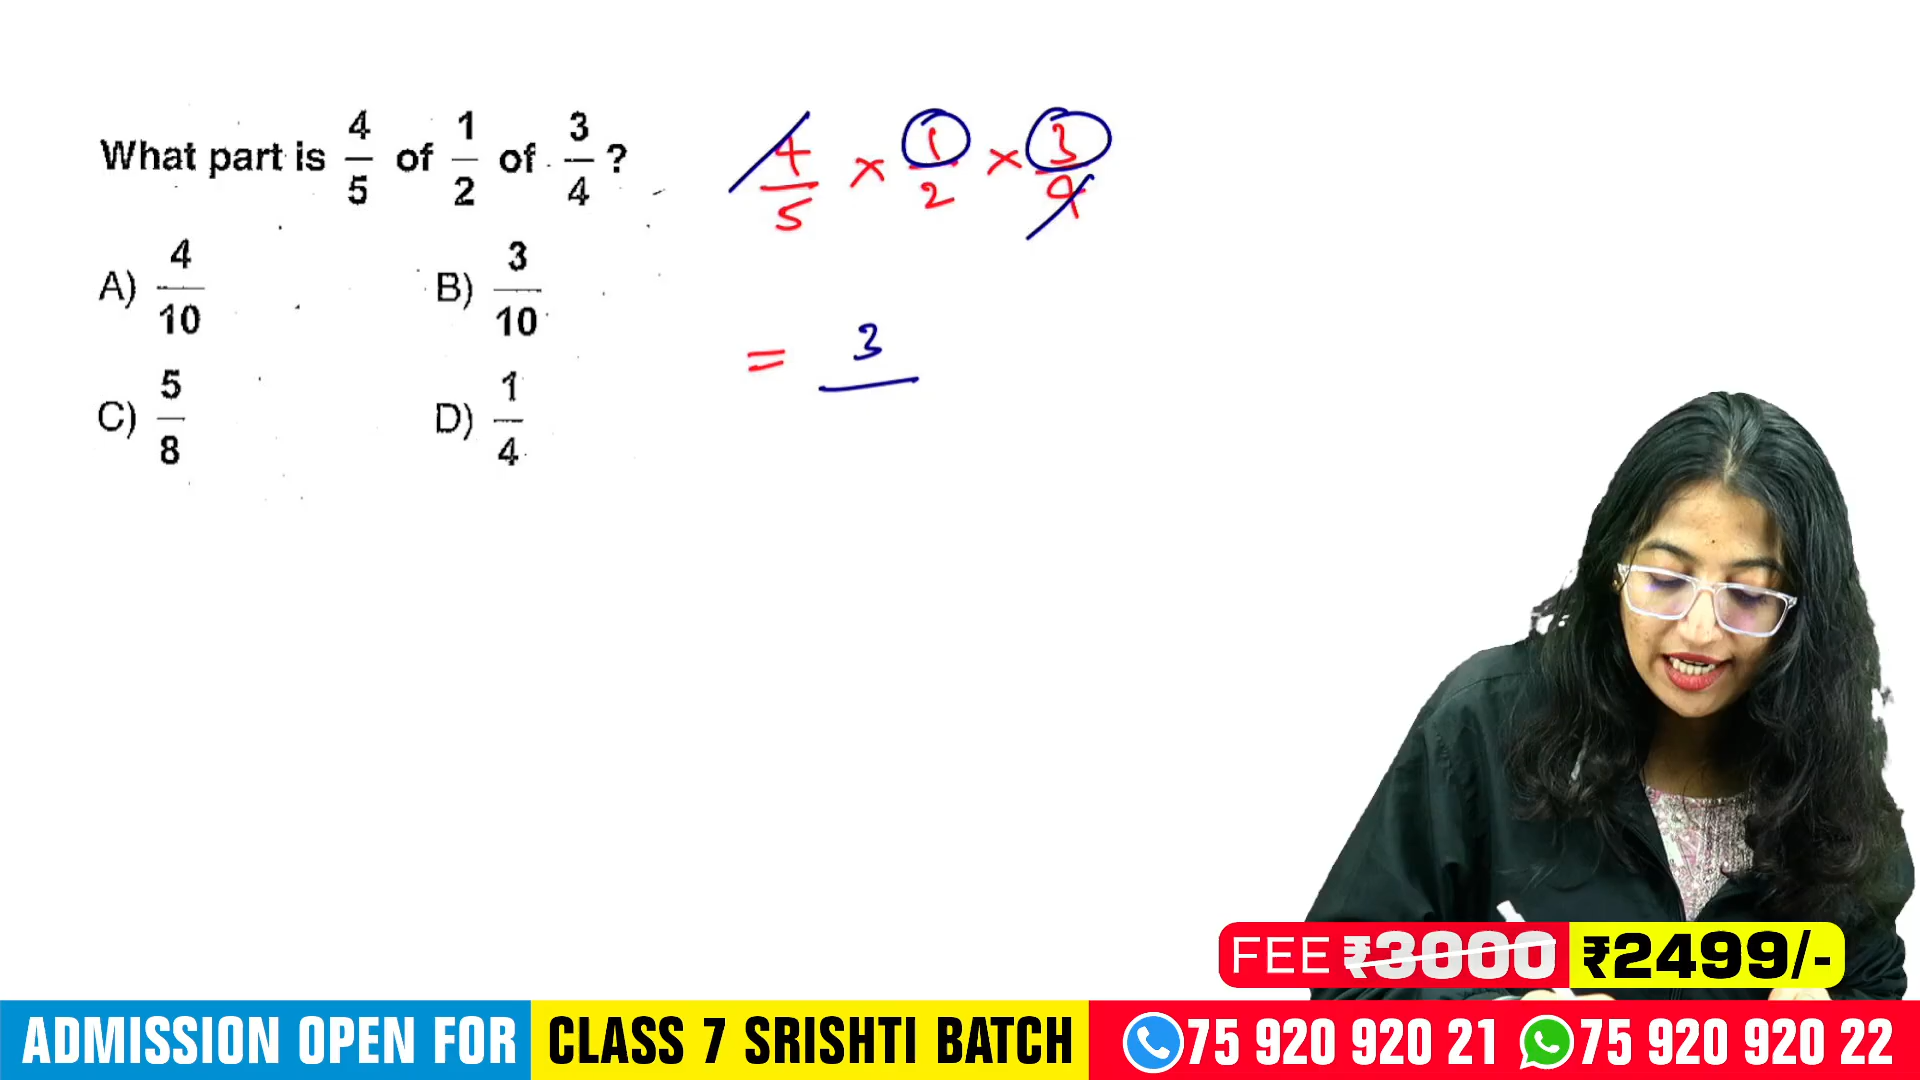 What part is 4/5 of 1/2 of 3/4 ?
A) 4/10 B) 3/10
C) 5/8 D) 1/4
4/5 × 1/2 × 3/4
= 3
FEE ₹3000 ₹2499/-
ADMISSION OPEN FOR CLASS 7 SRISHTI BATCH 75 920 920 21 75 920 920 22